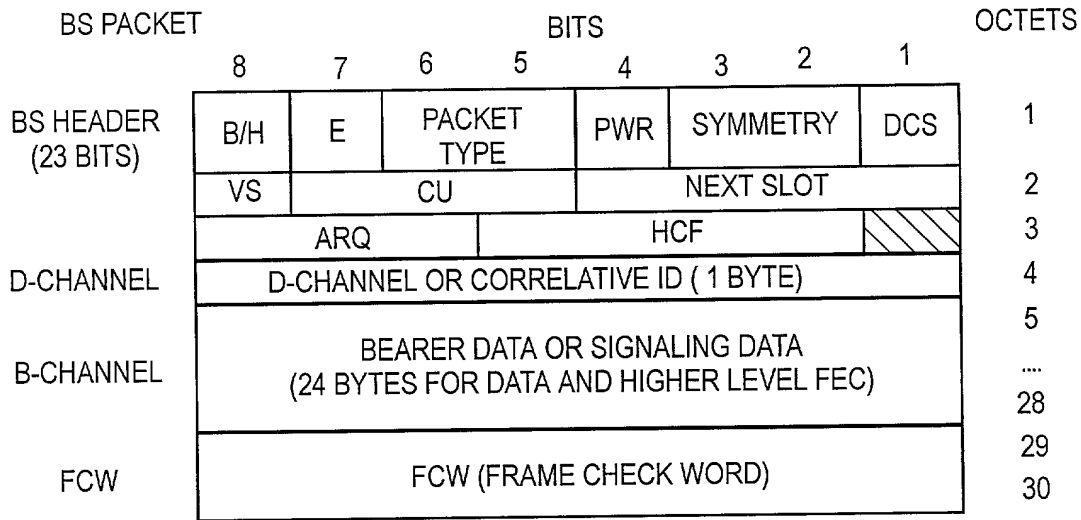 BS PACKET BITS OCTETS
8 7 6 5 4 3 2 1
BS HEADER
(23 BITS)
B/H E PACKET TYPE PWR SYMMETRY DCS 1
VS CU NEXT SLOT 2
ARQ HCF 3
D-CHANNEL D-CHANNEL OR CORRELATIVE ID ( 1 BYTE) 4
5
B-CHANNEL BEARER DATA OR SIGNALING DATA
(24 BYTES FOR DATA AND HIGHER LEVEL FEC)
....
28
29
FCW FCW (FRAME CHECK WORD)
30